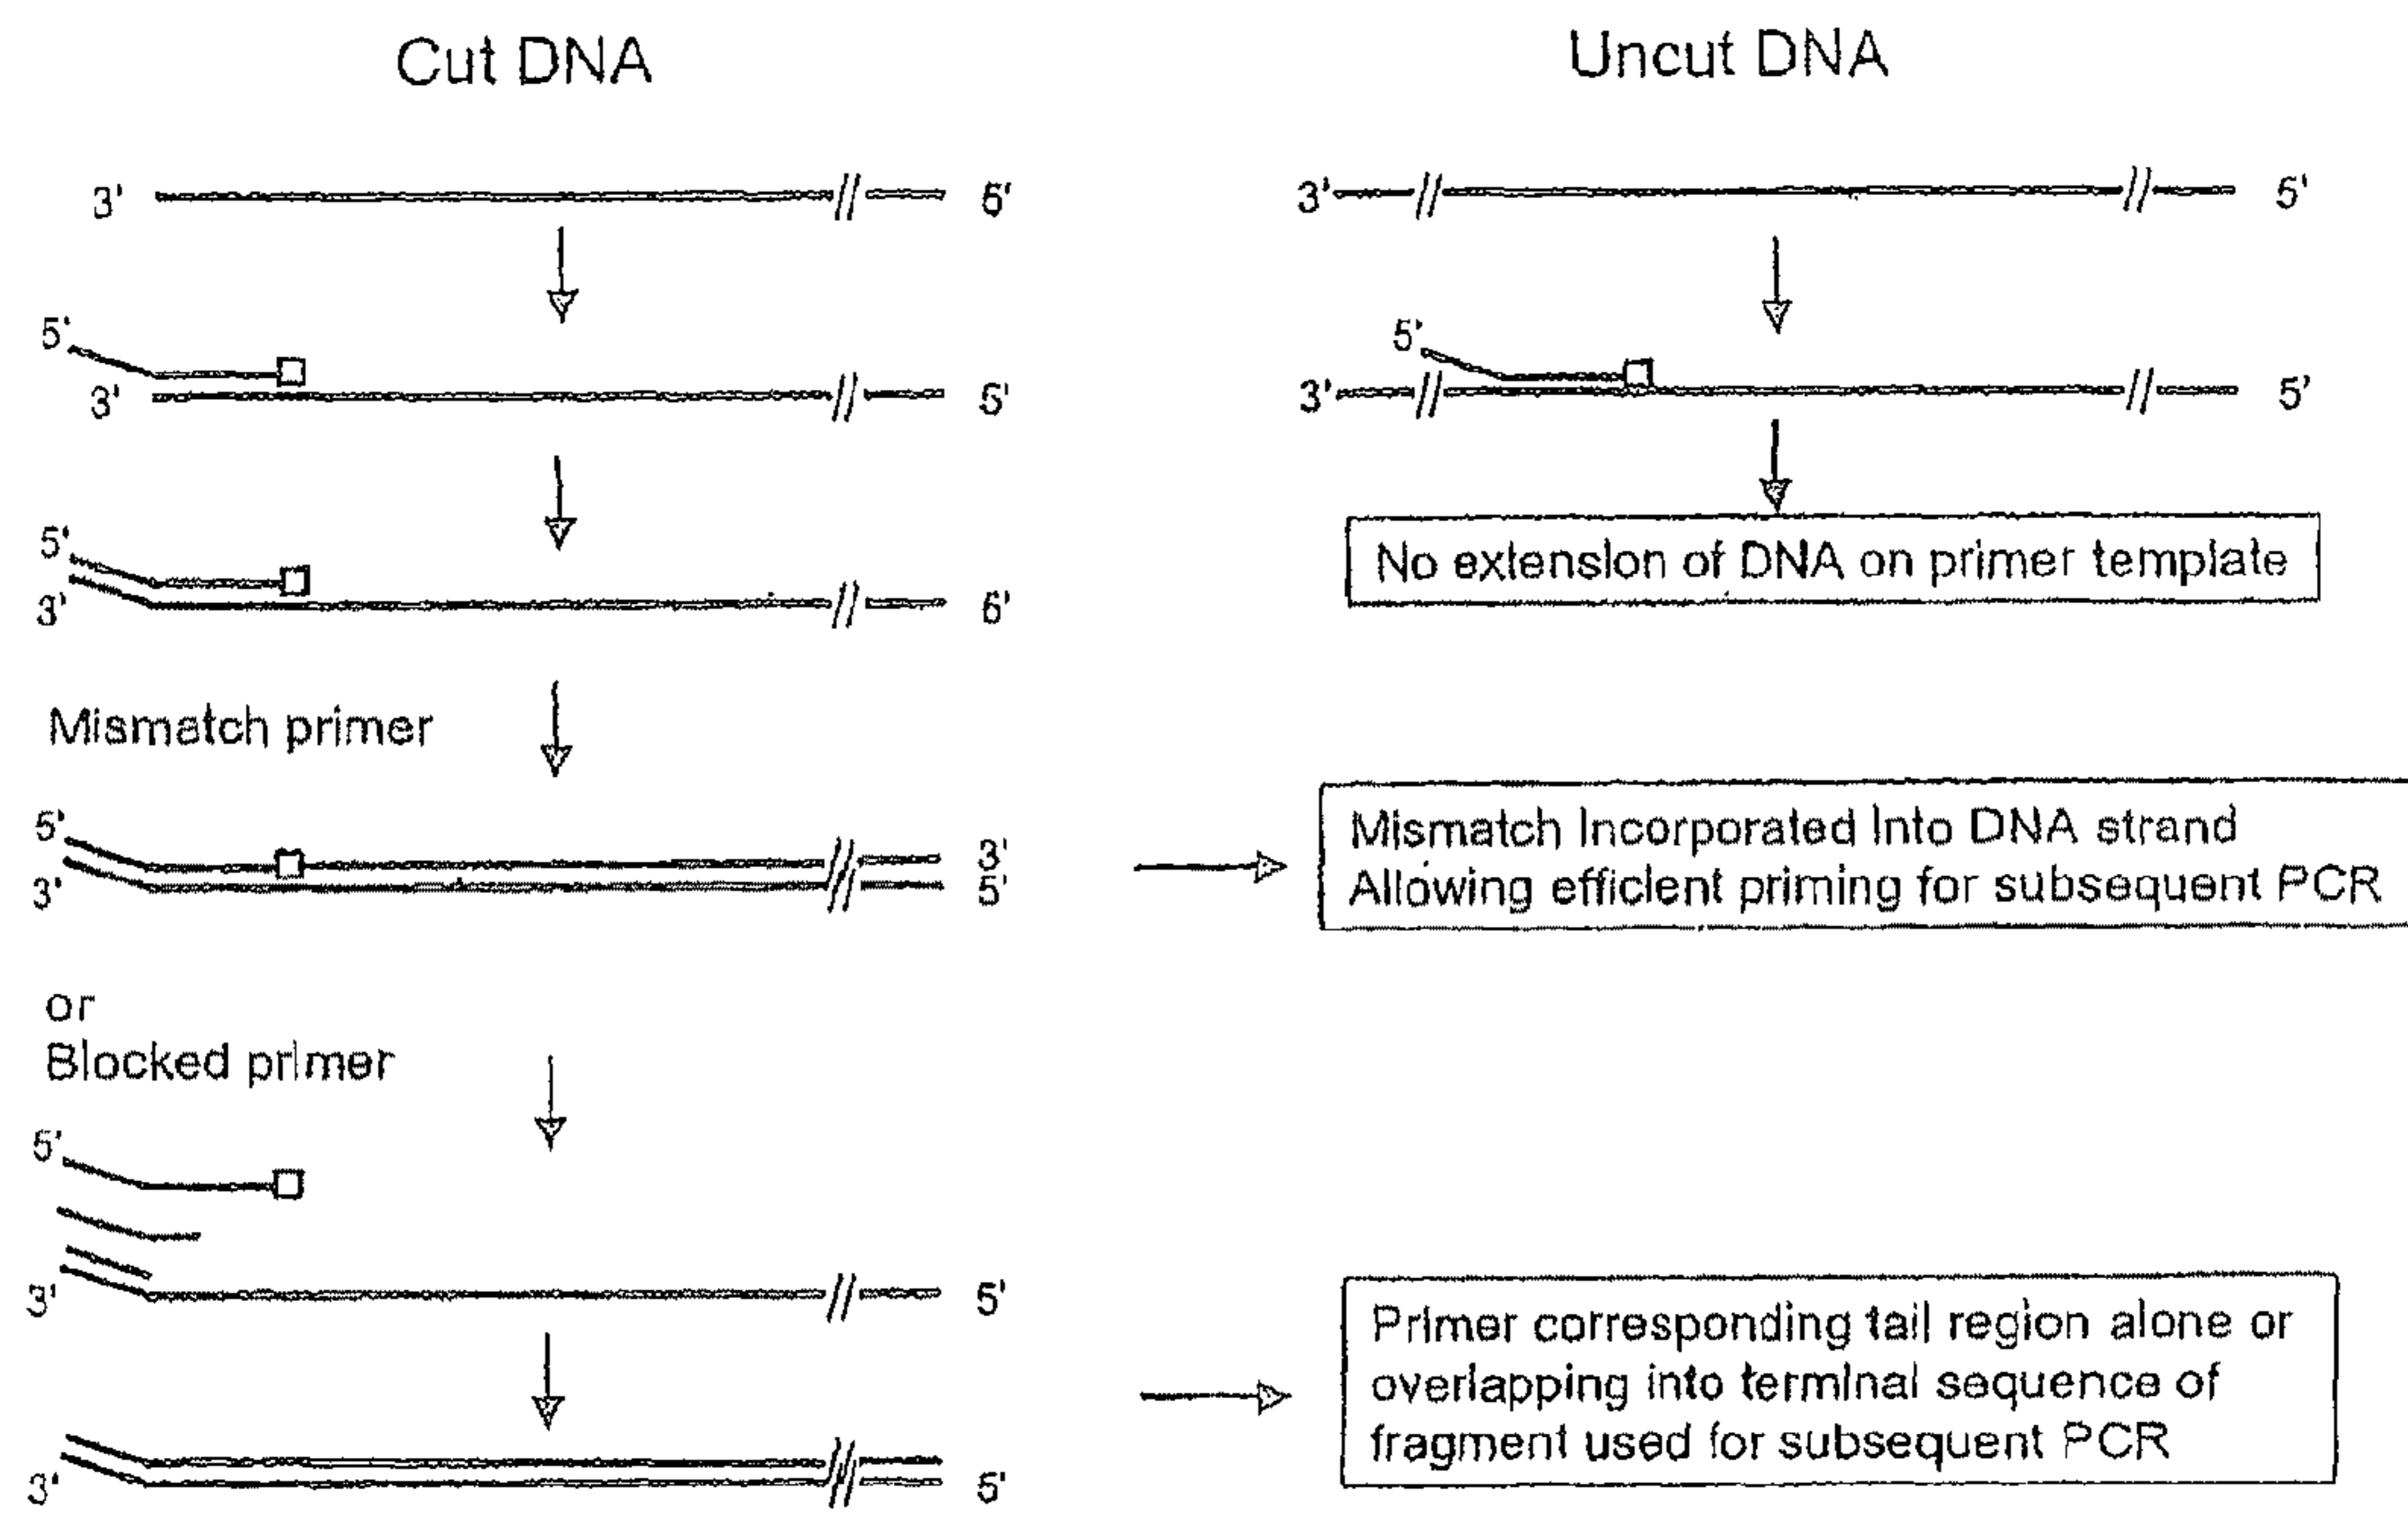 Cut DNA
Uncut DNA
3' 5'
3' 5'
5'
3' 5'
5'
3' 5'
5'
3' 5'
No extension of DNA on primer template
Mismatch primer
5' 3'
3' 5'
Mismatch Incorporated Into DNA strand
Allowing efficient priming for subsequent PCR
or
Blocked primer
5'
3' 5'
Primer corresponding tail region alone or
overlapping into terminal sequence of
fragment used for subsequent PCR
3' 5'